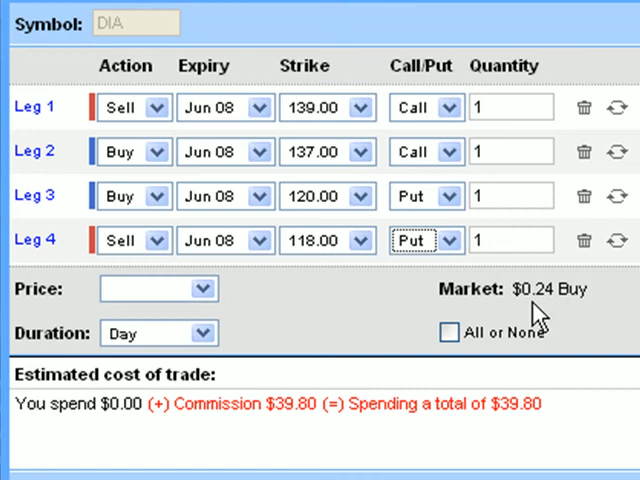 Symbol: DIA
Action Expiry Strike Call/Put Quantity
Leg 1 Sell Jun 08 139.00 Call 1
Leg 2 Buy Jun 08 137.00 Call 1
Leg 3 Buy Jun 08 120.00 Put 1
Leg 4 Sell Jun 08 118.00 Put 1
Price: Market: $0.24 Buy
Duration: Day All or None
Estimated cost of trade:
You spend $0.00 (+) Commission $39.80 (=) Spending a total of $39.80